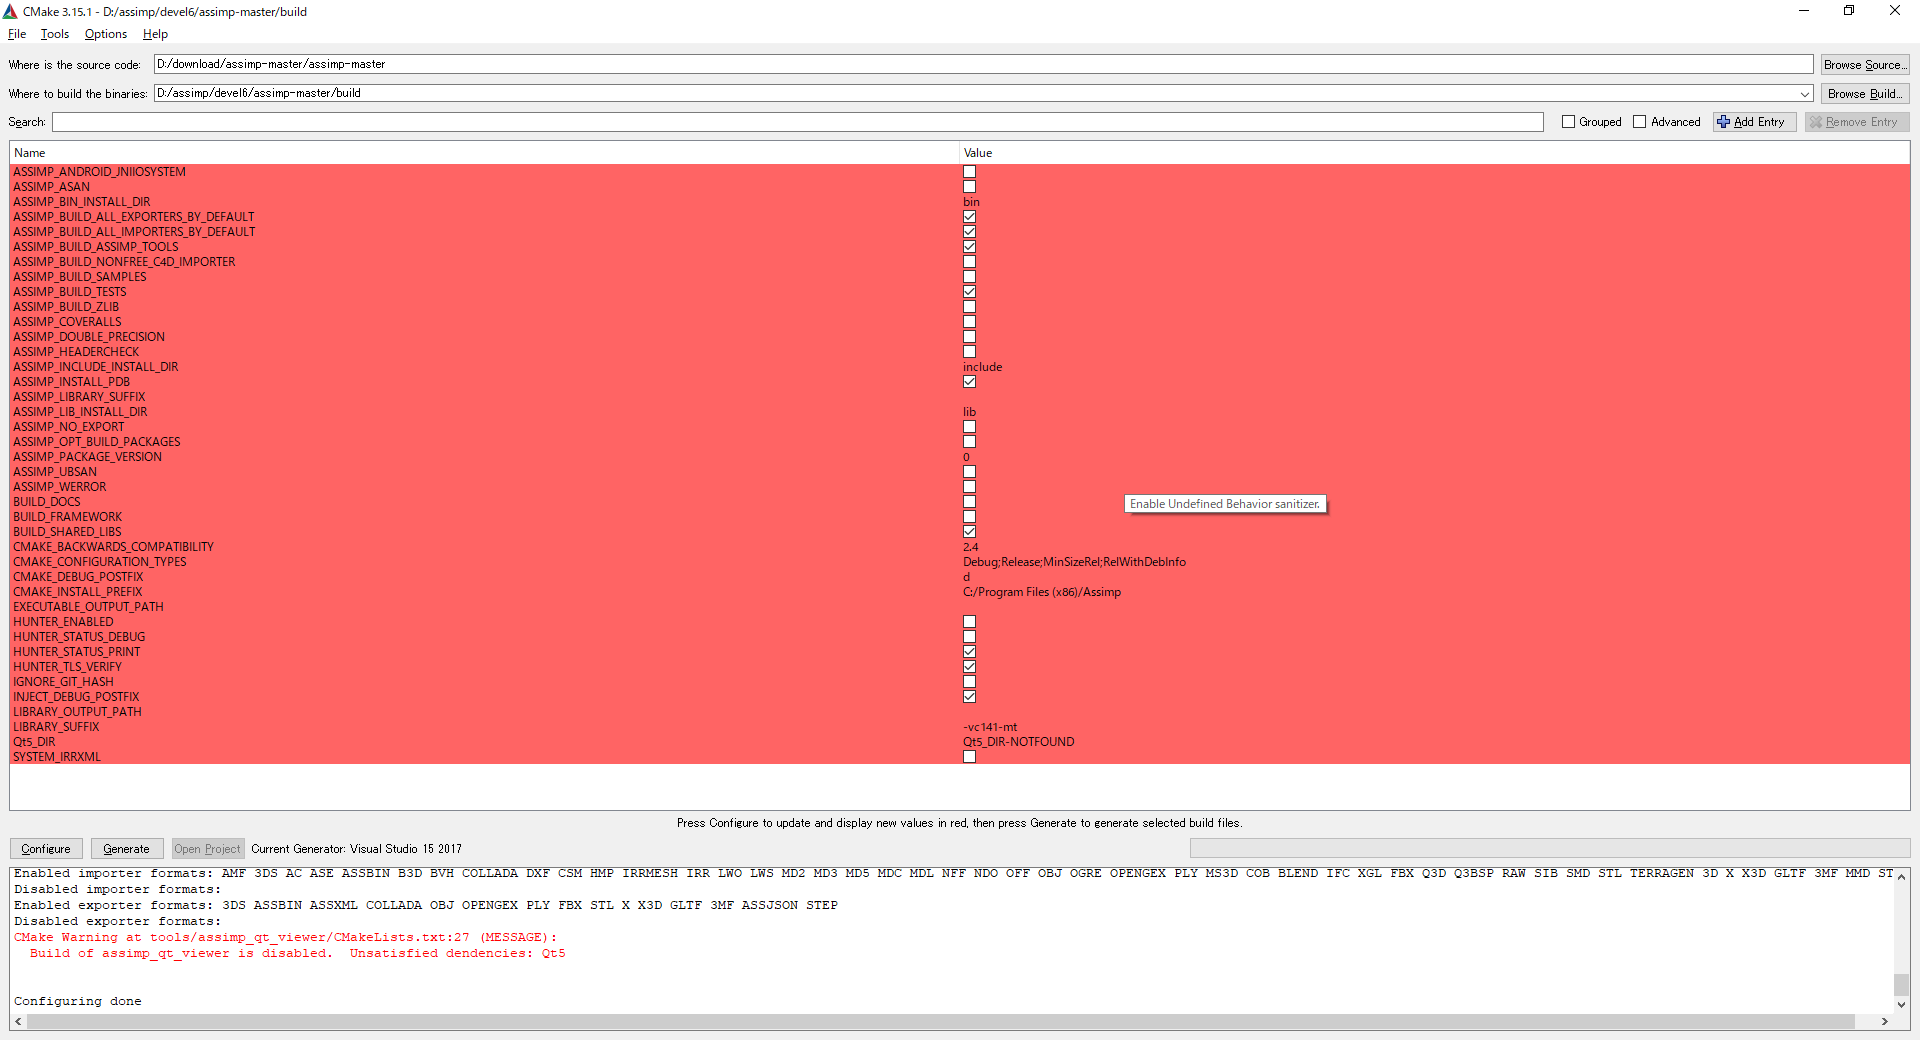 CMake 3.15.1 - D:/assimp/devel6/assimp-master/build
File Tools Options Help
Where is the source code: D:/download/assimp-master/assimp-master Browse Source...
Where to build the binaries: D:/assimp/devel6/assimp-master/build Browse Build...
Search: Grouped Advanced Add Entry Remove Entry
Name Value
ASSIMP_ANDROID_JNIIOSYSTEM
ASSIMP_ASAN
ASSIMP_BIN_INSTALL_DIR bin
ASSIMP_BUILD_ALL_EXPORTERS_BY_DEFAULT
ASSIMP_BUILD_ALL_IMPORTERS_BY_DEFAULT
ASSIMP_BUILD_ASSIMP_TOOLS
ASSIMP_BUILD_NONFREE_C4D_IMPORTER
ASSIMP_BUILD_SAMPLES
ASSIMP_BUILD_TESTS
ASSIMP_BUILD_ZLIB
ASSIMP_COVERALLS
ASSIMP_DOUBLE_PRECISION
ASSIMP_HEADERCHECK
ASSIMP_INCLUDE_INSTALL_DIR include
ASSIMP_INSTALL_PDB
ASSIMP_LIBRARY_SUFFIX
ASSIMP_LIB_INSTALL_DIR lib
ASSIMP_NO_EXPORT
ASSIMP_OPT_BUILD_PACKAGES
ASSIMP_PACKAGE_VERSION 0
ASSIMP_UBSAN
ASSIMP_WERROR
BUILD_DOCS
Enable Undefined Behavior sanitizer.
BUILD_FRAMEWORK
BUILD_SHARED_LIBS
CMAKE_BACKWARDS_COMPATIBILITY 2.4
CMAKE_CONFIGURATION_TYPES Debug;Release;MinSizeRel;RelWithDebInfo
CMAKE_DEBUG_POSTFIX d
CMAKE_INSTALL_PREFIX C:/Program Files (x86)/Assimp
EXECUTABLE_OUTPUT_PATH
HUNTER_ENABLED
HUNTER_STATUS_DEBUG
HUNTER_STATUS_PRINT
HUNTER_TLS_VERIFY
IGNORE_GIT_HASH
INJECT_DEBUG_POSTFIX
LIBRARY_OUTPUT_PATH
LIBRARY_SUFFIX -vc141-mt
Qt5_DIR Qt5_DIR-NOTFOUND
SYSTEM_IRRXML
Press Configure to update and display new values in red, then press Generate to generate selected build files.
Configure Generate Open Project Current Generator: Visual Studio 15 2017
Enabled importer formats: AMF 3DS AC ASE ASSBIN B3D BVH COLLADA DXF CSM HMP IRRMESH IRR LWO LWS MD2 MD3 MD5 MDC MDL NFF NDO OFF OBJ OGRE OPENGEX PLY MS3D COB BLEND IFC XGL FBX Q3D Q3BSP RAW SIB SMD STL TERRAGEN 3D X X3D GLTF 3MF MMD ST
Disabled importer formats:
Enabled exporter formats: 3DS ASSBIN ASSXML COLLADA OBJ OPENGEX PLY FBX STL X X3D GLTF 3MF ASSJSON STEP
Disabled exporter formats:
CMake Warning at tools/assimp_qt_viewer/CMakeLists.txt:27 (MESSAGE):
Build of assimp_qt_viewer is disabled. Unsatisfied dendencies: Qt5
Configuring done